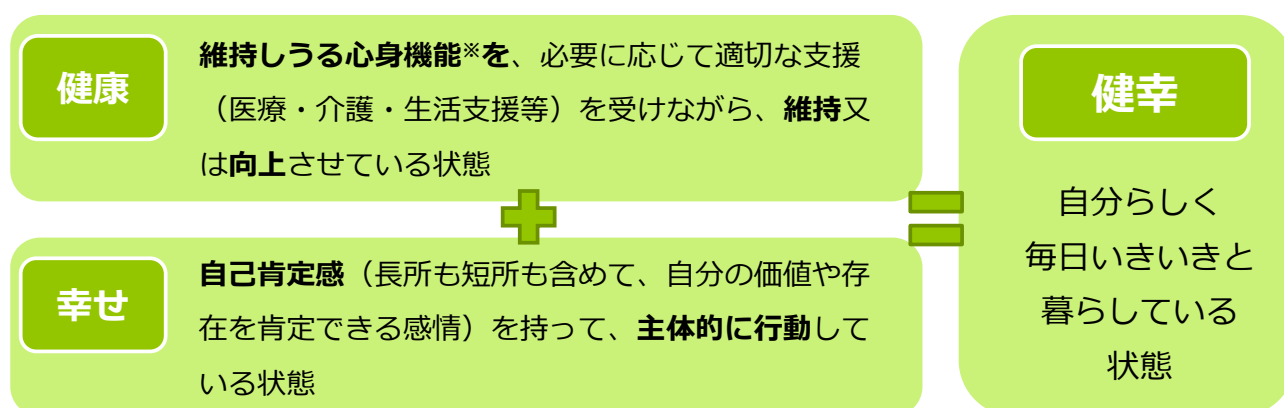 健康
維持しうる心身機能※を、必要に応じて適切な支援
（医療・介護・生活支援等）を受けながら、維持又
は向上させている状態
幸せ
自己肯定感（長所も短所も含めて、自分の価値や存
在を肯定できる感情）を持って、主体的に行動して
いる状態
健幸
自分らしく
毎日いきいきと
暮らしている
状態